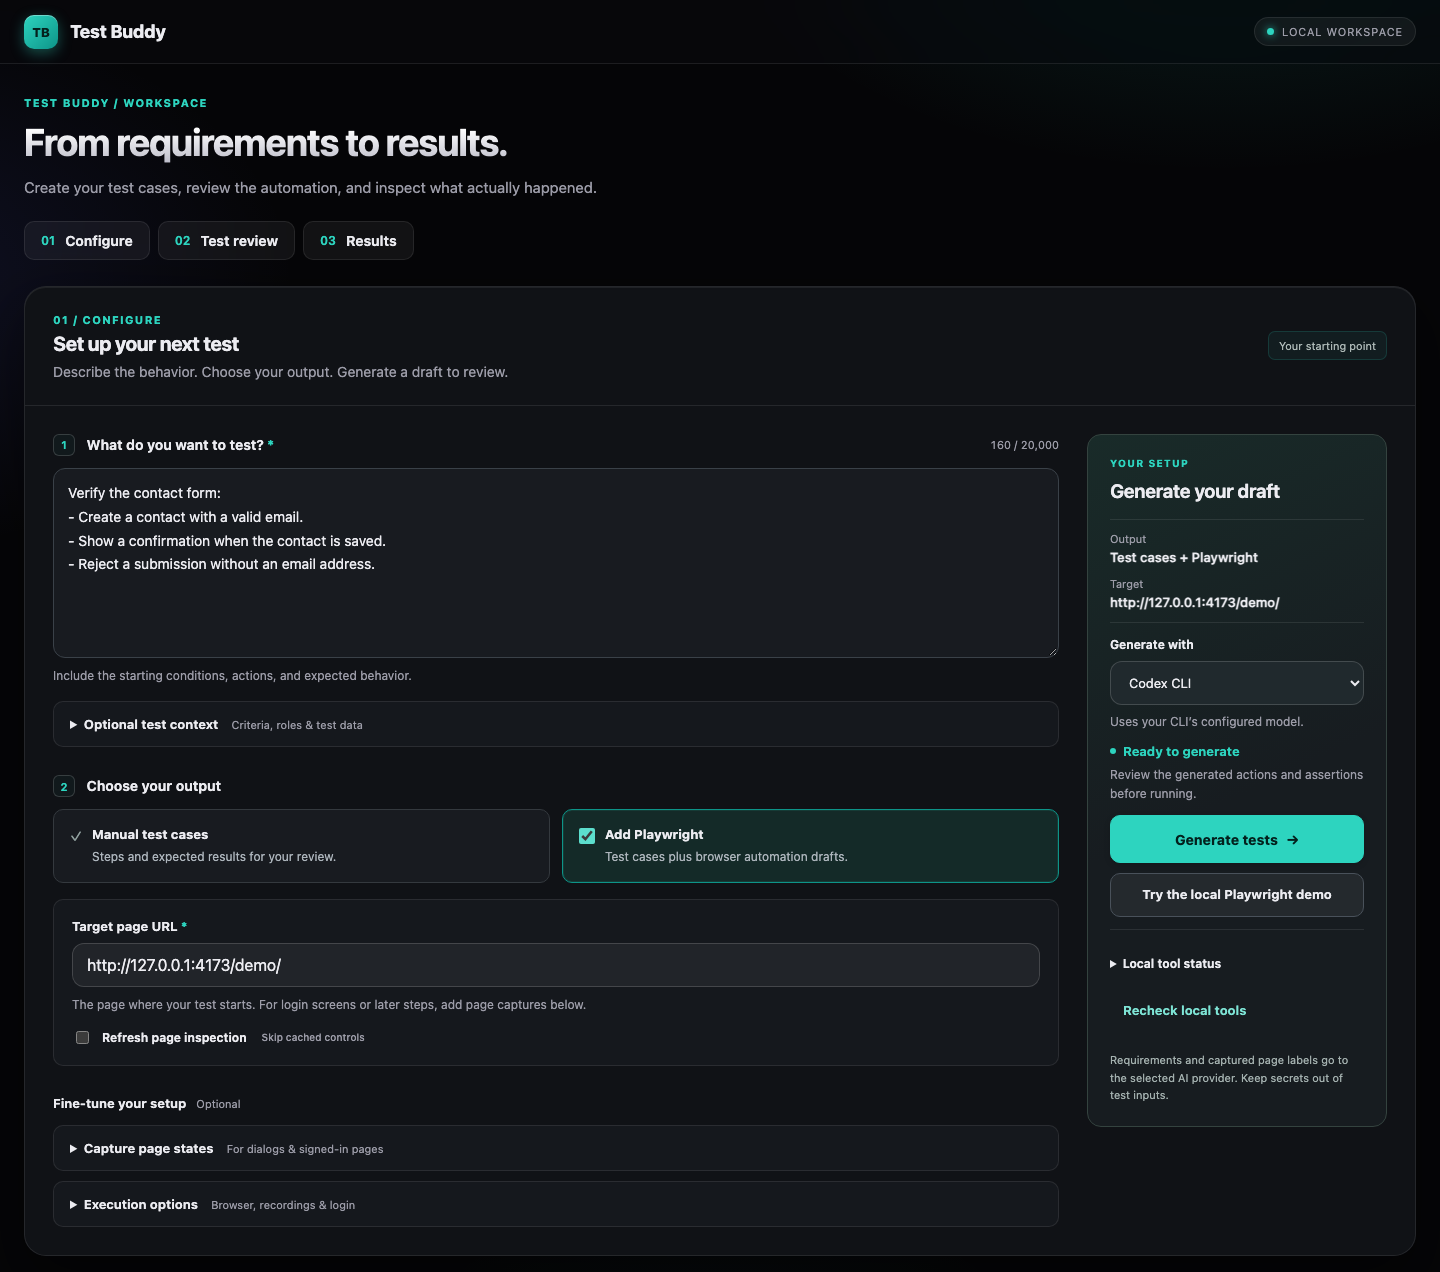 TB
Test Buddy
LOCAL WORKSPACE
TEST BUDDY / WORKSPACE
From requirements to results.
Create your test cases, review the automation, and inspect what actually happened.
01 Configure
02 Test review
03 Results
01 / CONFIGURE
Set up your next test
Describe the behavior. Choose your output. Generate a draft to review.
Your starting point
1 What do you want to test? *
160 / 20,000
Verify the contact form:
- Create a contact with a valid email.
- Show a confirmation when the contact is saved.
- Reject a submission without an email address.
Include the starting conditions, actions, and expected behavior.
Optional test context Criteria, roles & test data
2 Choose your output
Manual test cases
Steps and expected results for your review.
Add Playwright
Test cases plus browser automation drafts.
Target page URL *
http://127.0.0.1:4173/demo/
The page where your test starts. For login screens or later steps, add page captures below.
Refresh page inspection Skip cached controls
Fine-tune your setup Optional
Capture page states For dialogs & signed-in pages
Execution options Browser, recordings & login
YOUR SETUP
Generate your draft
Output
Test cases + Playwright
Target
http://127.0.0.1:4173/demo/
Generate with
Codex CLI
Uses your CLI's configured model.
Ready to generate
Review the generated actions and assertions
before running.
Generate tests →
Try the local Playwright demo
Local tool status
Recheck local tools
Requirements and captured page labels go to
the selected AI provider. Keep secrets out of
test inputs.